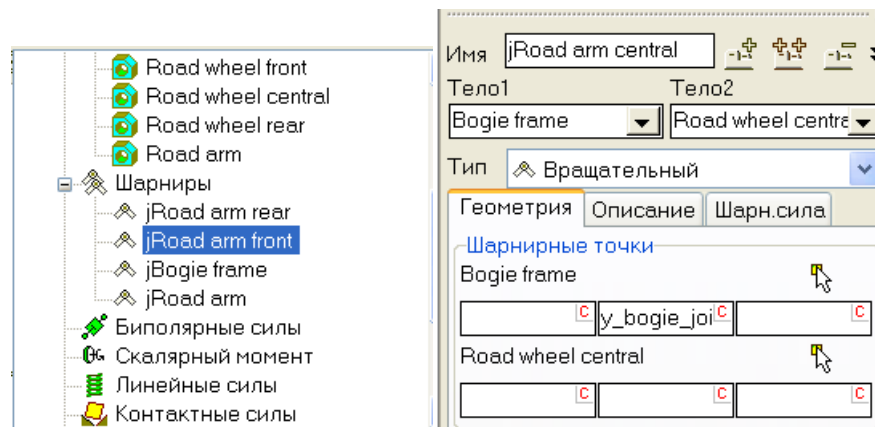 Road wheel front
Road wheel central
Road wheel rear
Road arm
Шарниры
jRoad arm rear
jRoad arm front
jBogie frame
jRoad arm
Биполярные силы
Скалярный момент
Линейные силы
Контактные силы
Имя jRoad arm central
Тело1 Тело2
Bogie frame Road wheel centra
Тип Вращательный
Геометрия Описание Шарн.сила
Шарнирные точки
Bogie frame
C y_bogie_joi C C
Road wheel central
C C C